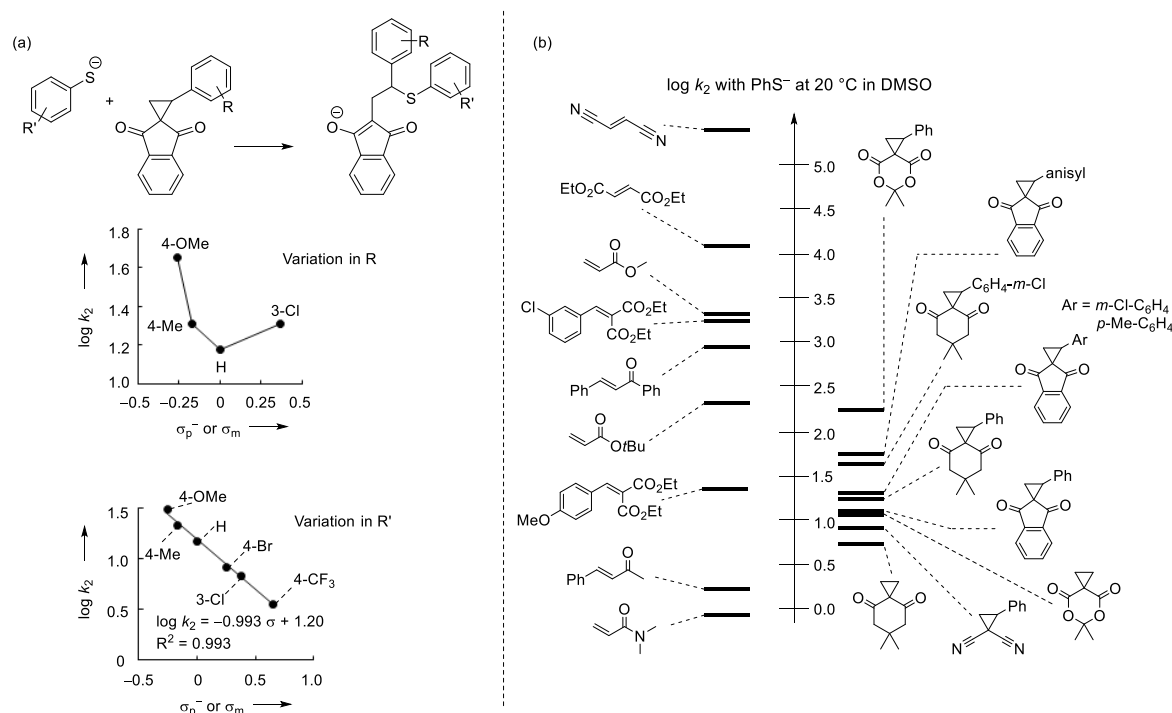 (a)
R
S
⊖
R'
+
O
O
R
R
S
R'
⊖
O
O
1.8
1.6
1.4
1.2
1.0
log k₂
4-OMe
4-Me
H
3-Cl
Variation in R
−0.5 −0.25 0 0.25 0.5
σp⁻ or σm
1.5
1.0
0.5
0
log k₂
4-OMe
4-Me
H
4-Br
3-Cl
4-CF₃
Variation in R'
log k₂ = −0.993 σ + 1.20
R² = 0.993
−0.5 0 0.5 1.0
σp⁻ or σm
(b)
log k₂ with PhS⁻ at 20 °C in DMSO
N
N
EtO₂C
CO₂Et
O
O
Cl
CO₂Et
CO₂Et
O
Ph
Ph
O
OtBu
CO₂Et
CO₂Et
MeO
O
Ph
O
N
5.0
4.5
4.0
3.5
3.0
2.5
2.0
1.5
1.0
0.5
0.0
Ph
O
O
O
O
anisyl
O
O
C₆H₄-m-Cl
O
O
Ar = m-Cl-C₆H₄
p-Me-C₆H₄
Ar
O
O
Ph
O
O
Ph
O
O
O
O
Ph
N
N
O
O
O
O